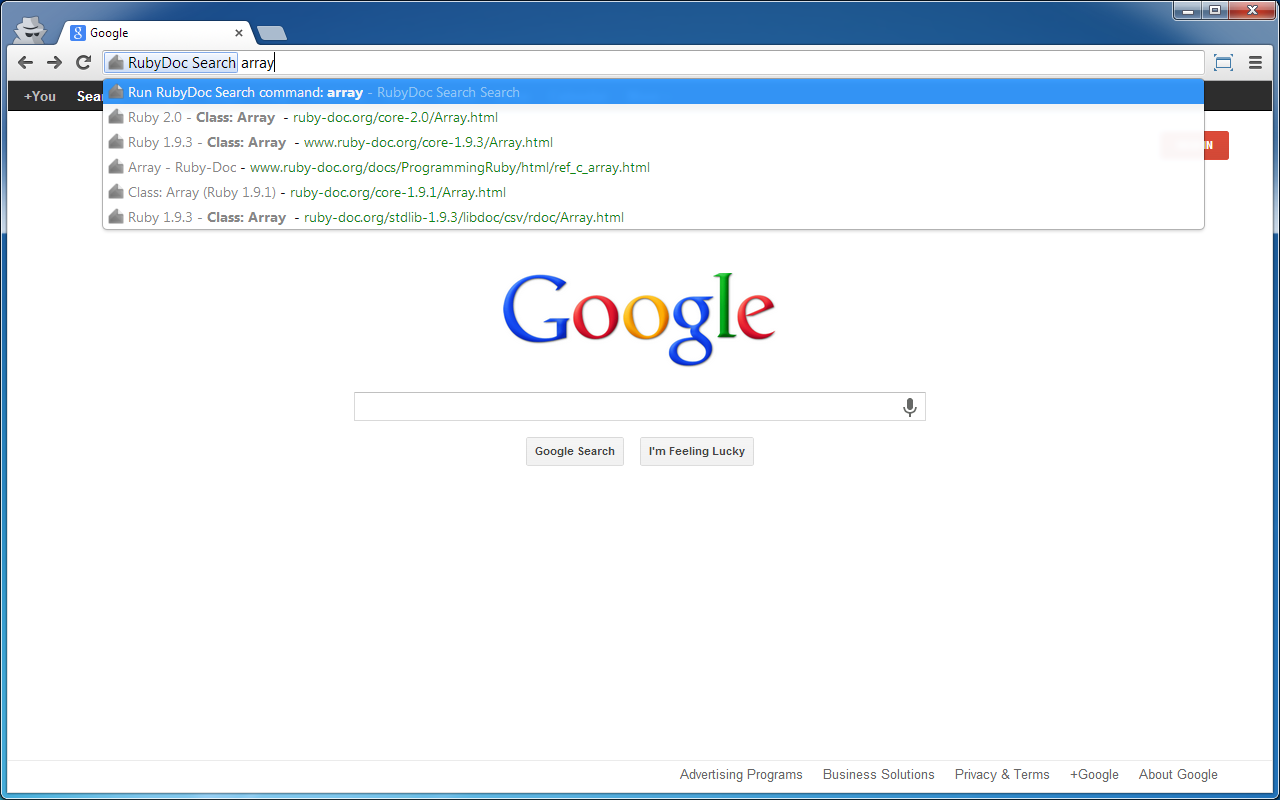 Google
RubyDoc Search array
+You Sear
Run RubyDoc Search command: array - RubyDoc Search Search
Ruby 2.0 - Class: Array - ruby-doc.org/core-2.0/Array.html
Ruby 1.9.3 - Class: Array - www.ruby-doc.org/core-1.9.3/Array.html
Array - Ruby-Doc - www.ruby-doc.org/docs/ProgrammingRuby/html/ref_c_array.html
Class: Array (Ruby 1.9.1) - ruby-doc.org/core-1.9.1/Array.html
Ruby 1.9.3 - Class: Array - ruby-doc.org/stdlib-1.9.3/libdoc/csv/rdoc/Array.html
Google
Google Search I'm Feeling Lucky
Advertising Programs Business Solutions Privacy & Terms +Google About Google